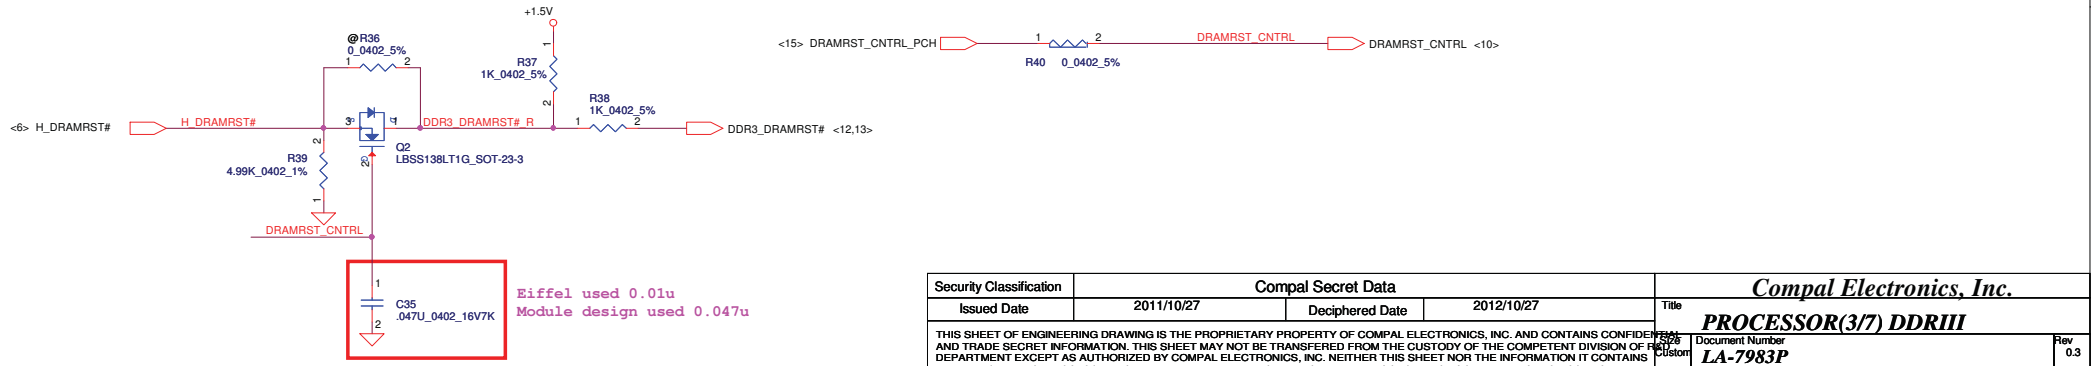 +1.5V
@R36
0_0402_5%
1
2
R37
1K_0402_5%
1
2
<15> DRAMRST_CNTRL_PCH
1
2
R40
0_0402_5%
DRAMRST_CNTRL
DRAMRST_CNTRL <10>
<6> H_DRAMRST#
H_DRAMRST#
3
S
D
1
DDR3_DRAMRST#_R
R38
1K_0402_5%
1
2
DDR3_DRAMRST# <12,13>
2
G
Q2
LBSS138LT1G_SOT-23-3
R39
4.99K_0402_1%
2
1
DRAMRST_CNTRL
1
2
C35
.047U_0402_16V7K
Eiffel used 0.01u
Module design used 0.047u
Security Classification
Compal Secret Data
Issued Date
2011/10/27
Deciphered Date
2012/10/27
THIS SHEET OF ENGINEERING DRAWING IS THE PROPRIETARY PROPERTY OF COMPAL ELECTRONICS, INC. AND CONTAINS CONFIDENTIAL
AND TRADE SECRET INFORMATION. THIS SHEET MAY NOT BE TRANSFERED FROM THE CUSTODY OF THE COMPETENT DIVISION OF R&D
DEPARTMENT EXCEPT AS AUTHORIZED BY COMPAL ELECTRONICS, INC. NEITHER THIS SHEET NOR THE INFORMATION IT CONTAINS
Compal Electronics, Inc.
Title
PROCESSOR(3/7) DDRIII
Size
Custom
Document Number
LA-7983P
Rev
0.3